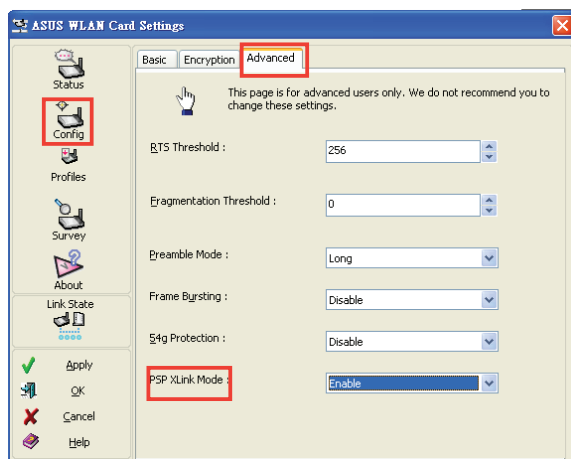 ASUS WLAN Card Settings
Status
Config
Profiles
Survey
About
Link State
Apply
OK
Cancel
Help
Basic
Encryption
Advanced
This page is for advanced users only. We do not recommend you to
change these settings.
RTS Threshold :
256
Fragmentation Threshold :
0
Preamble Mode :
Long
Frame Bursting :
Disable
54g Protection :
Disable
PSP XLink Mode :
Enable